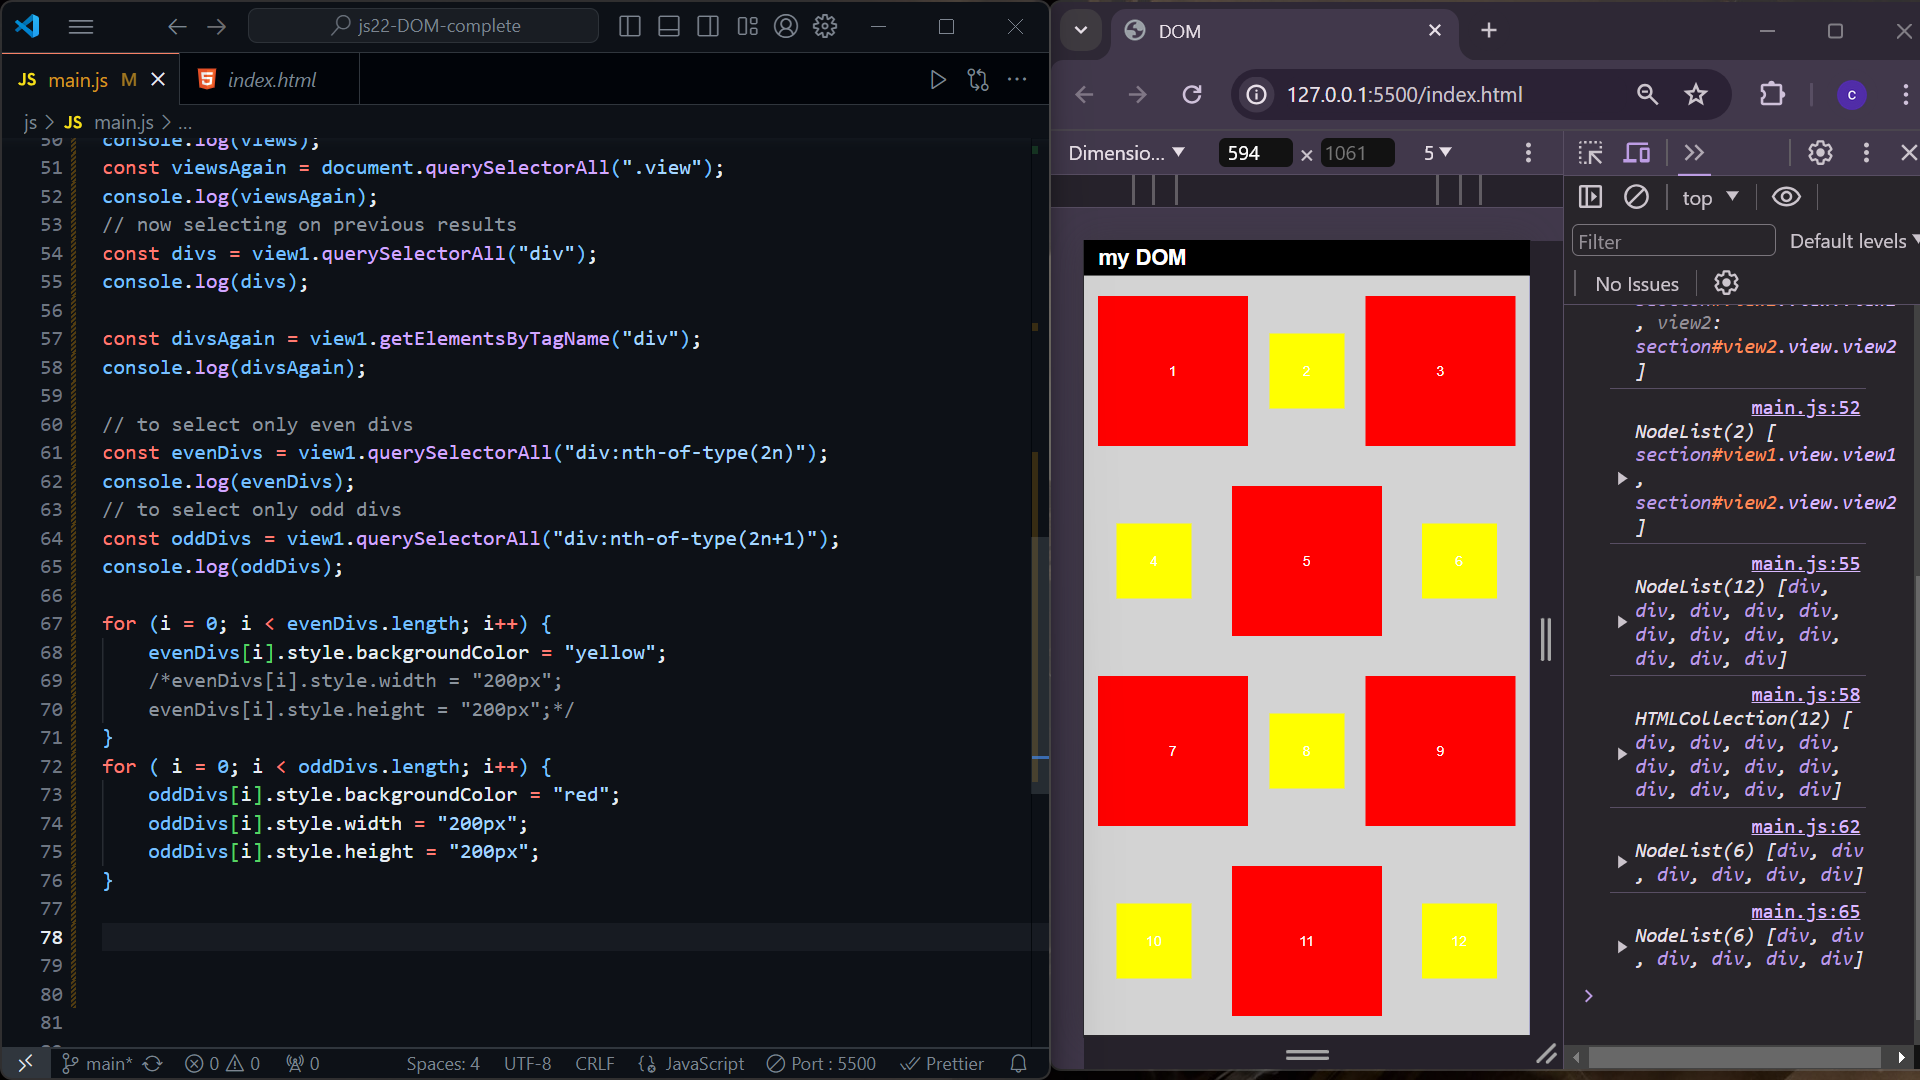 js22-DOM-complete
JS main.js M
index.html
js > JS main.js > ...
50 console.log(views);
51 const viewsAgain = document.querySelectorAll(".view");
52 console.log(viewsAgain);
53 // now selecting on previous results
54 const divs = view1.querySelectorAll("div");
55 console.log(divs);
56
57 const divsAgain = view1.getElementsByTagName("div");
58 console.log(divsAgain);
59
60 // to select only even divs
61 const evenDivs = view1.querySelectorAll("div:nth-of-type(2n)");
62 console.log(evenDivs);
63 // to select only odd divs
64 const oddDivs = view1.querySelectorAll("div:nth-of-type(2n+1)");
65 console.log(oddDivs);
66
67 for (i = 0; i < evenDivs.length; i++) {
68     evenDivs[i].style.backgroundColor = "yellow";
69     /*evenDivs[i].style.width = "200px";
70     evenDivs[i].style.height = "200px";*/
71 }
72 for ( i = 0; i < oddDivs.length; i++) {
73     oddDivs[i].style.backgroundColor = "red";
74     oddDivs[i].style.width = "200px";
75     oddDivs[i].style.height = "200px";
76 }
77
78
79
80
81
main* 0 0 0 Spaces: 4 UTF-8 CRLF JavaScript Port : 5500 Prettier
DOM
127.0.0.1:5500/index.html
c
Dimensio... 594 × 1061 5
my DOM
1 2 3
4 5 6
7 8 9
10 11 12
top
Filter
Default levels
No Issues
, view2:
section#view2.view.view2
]
main.js:52
NodeList(2) [
section#view1.view.view1
,
section#view2.view.view2
]
main.js:55
NodeList(12) [div,
div, div, div, div,
div, div, div, div,
div, div, div]
main.js:58
HTMLCollection(12) [
div, div, div, div,
div, div, div, div,
div, div, div, div]
main.js:62
NodeList(6) [div, div
, div, div, div, div]
main.js:65
NodeList(6) [div, div
, div, div, div, div]